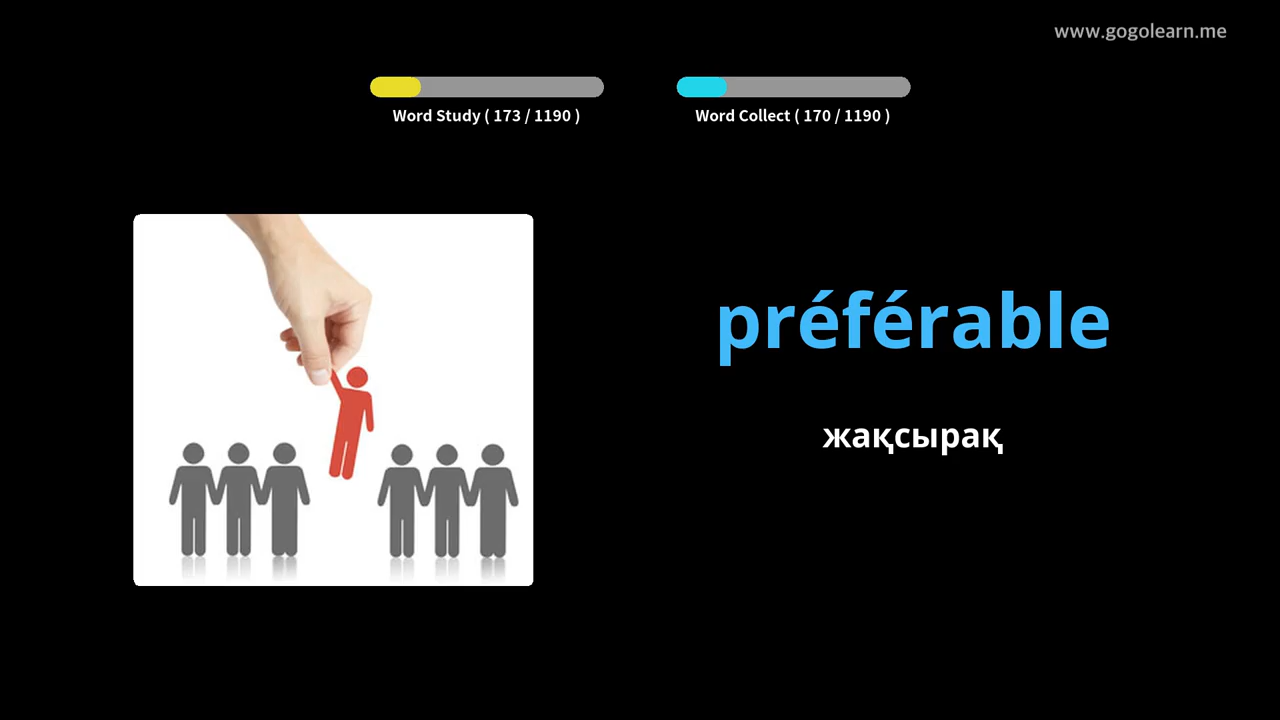 www.gogolearn.me
Word Study ( 173 / 1190 )
Word Collect ( 170 / 1190 )
préférable
жақсырақ